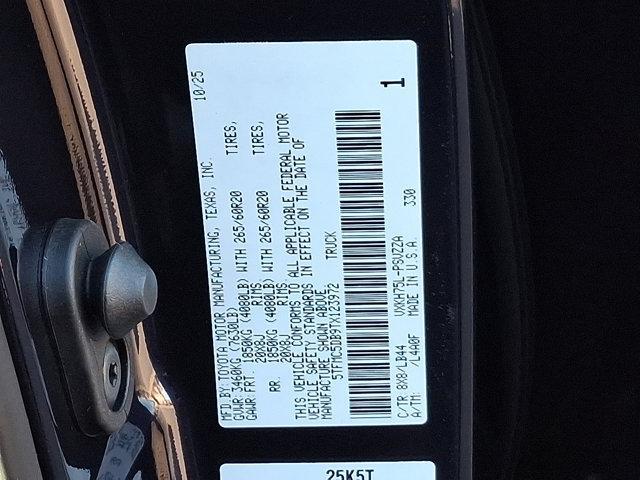 MFD.BY:TOYOTA MOTOR MANUFACTURING, TEXAS, INC. 10/25
GVWR: 3460KG (7630LB)
GAWR: FRT. 1850KG (4080LB) WITH 265/60R20 TIRES,
20X8J RIMS
RR. 1850KG (4080LB) WITH 265/60R20 TIRES,
20X8J RIMS
THIS VEHICLE CONFORMS TO ALL APPLICABLE FEDERAL MOTOR
VEHICLE SAFETY STANDARDS IN EFFECT ON THE DATE OF
MANUFACTURE SHOWN ABOVE.
5TFMC5DB9TX123972 TRUCK
C/TR: 8X8/LB44 VXKH75L-PSVZZA
A/TM: /L4A0F MADE IN U.S.A. 330 1
25K5T